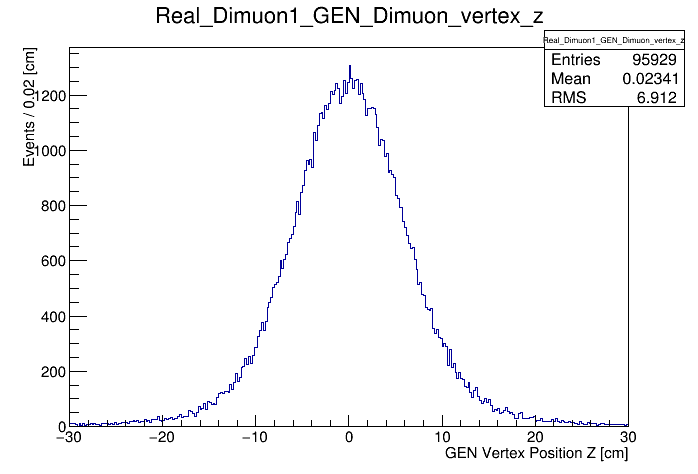 Real_Dimuon1_GEN_Dimuon_vertex_z
Real_Dimuon1_GEN_Dimuon_vertex_z
Entries 95929
Mean 0.02341
RMS 6.912
Events / 0.02 [cm]
1200
1000
800
600
400
200
0
−30 −20 −10 0 10 20 30
GEN Vertex Position Z [cm]